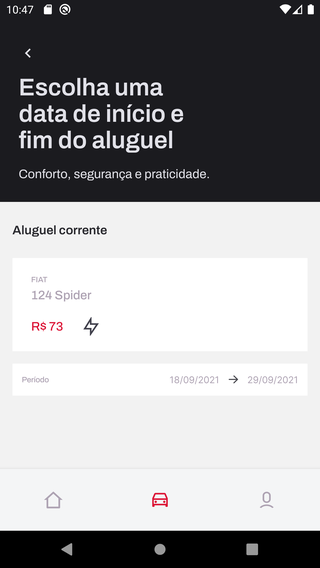 10:47
Escolha uma
data de início e
fim do aluguel
Conforto, segurança e praticidade.
Aluguel corrente
FIAT
124 Spider
R$ 73
Período 18/09/2021 → 29/09/2021